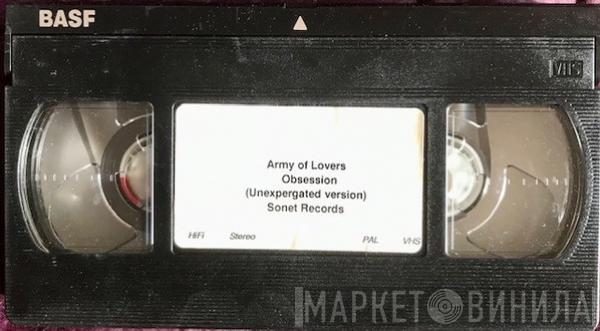 BASF
VHS
Army of Lovers
Obsession
(Unexpergated version)
Sonet Records
HiFi Stereo PAL VHS
МАРКЕТ ВИНИЛА